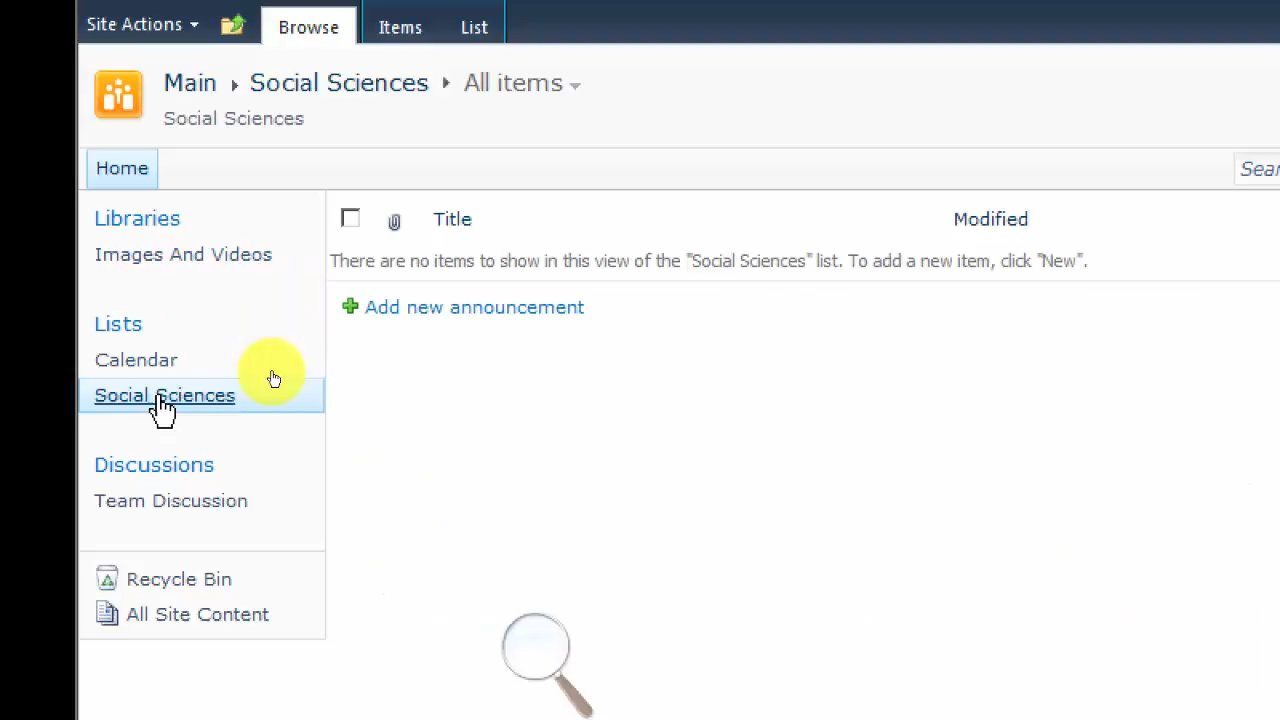 Site Actions Browse Items List
Main Social Sciences All items
Social Sciences
Home
Libraries
Images And Videos
Lists
Calendar
Social Sciences
Discussions
Team Discussion
Recycle Bin
All Site Content
Title Modified
There are no items to show in this view of the "Social Sciences" list. To add a new item, click "New".
Add new announcement